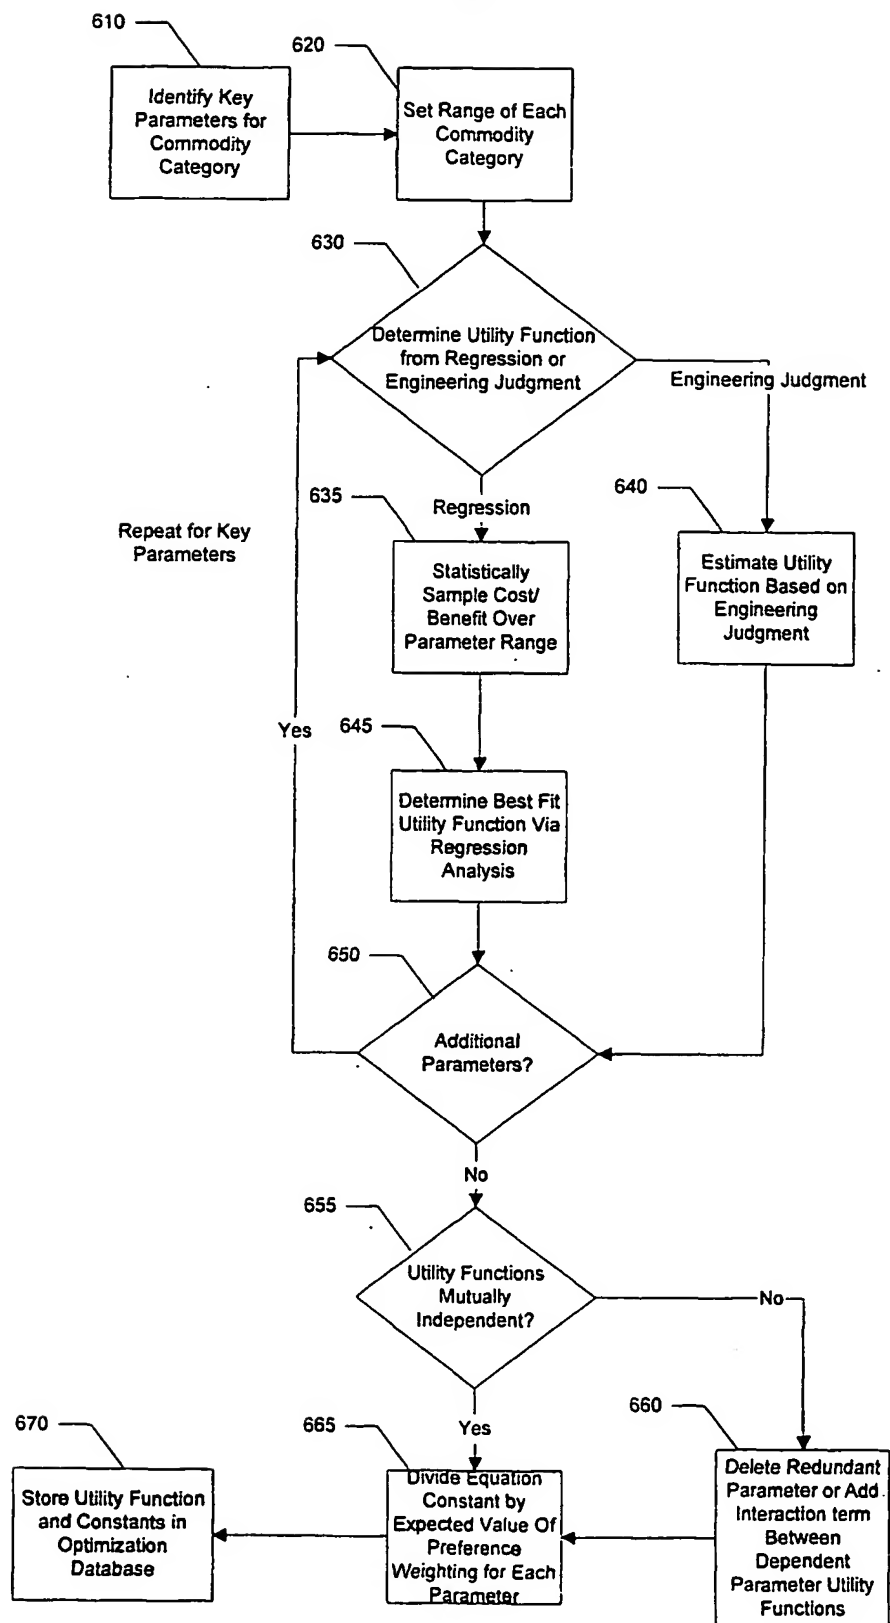 610
620
Identify Key
Parameters for
Commodity
Category
Set Range of Each
Commodity
Category
630
Determine Utility Function
from Regression or
Engineering Judgment
Engineering Judgment
635
Regression
640
Repeat for Key
Parameters
Statistically
Sample Cost/
Benefit Over
Parameter Range
Estimate Utility
Function Based on
Engineering
Judgment
Yes
645
Determine Best Fit
Utility Function Via
Regression
Analysis
650
Additional
Parameters?
No
655
Utility Functions
Mutually
Independent?
No
670
665
Yes
660
Store Utility Function
and Constants in
Optimization
Database
Divide Equation
Constant by
Expected Value Of
Preference
Weighting for Each
Parameter
Delete Redundant
Parameter or Add
Interaction term
Between
Dependent
Parameter Utility
Functions